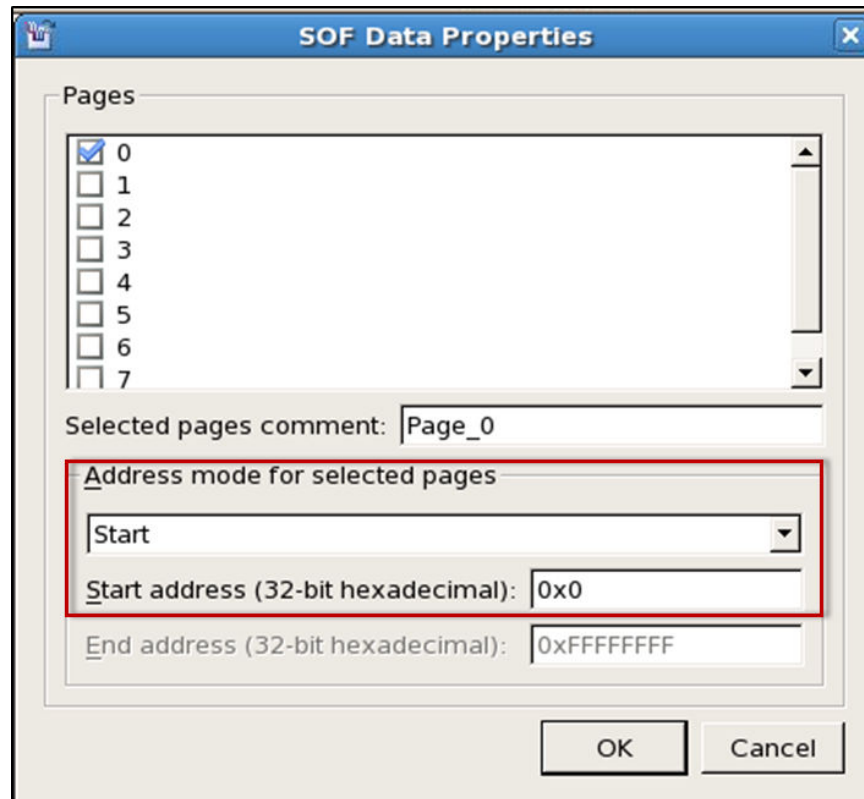 SOF Data Properties
Pages
0
1
2
3
4
5
6
7
Selected pages comment: Page_0
Address mode for selected pages
Start
Start address (32-bit hexadecimal): 0x0
End address (32-bit hexadecimal): 0xFFFFFFFF
OK Cancel